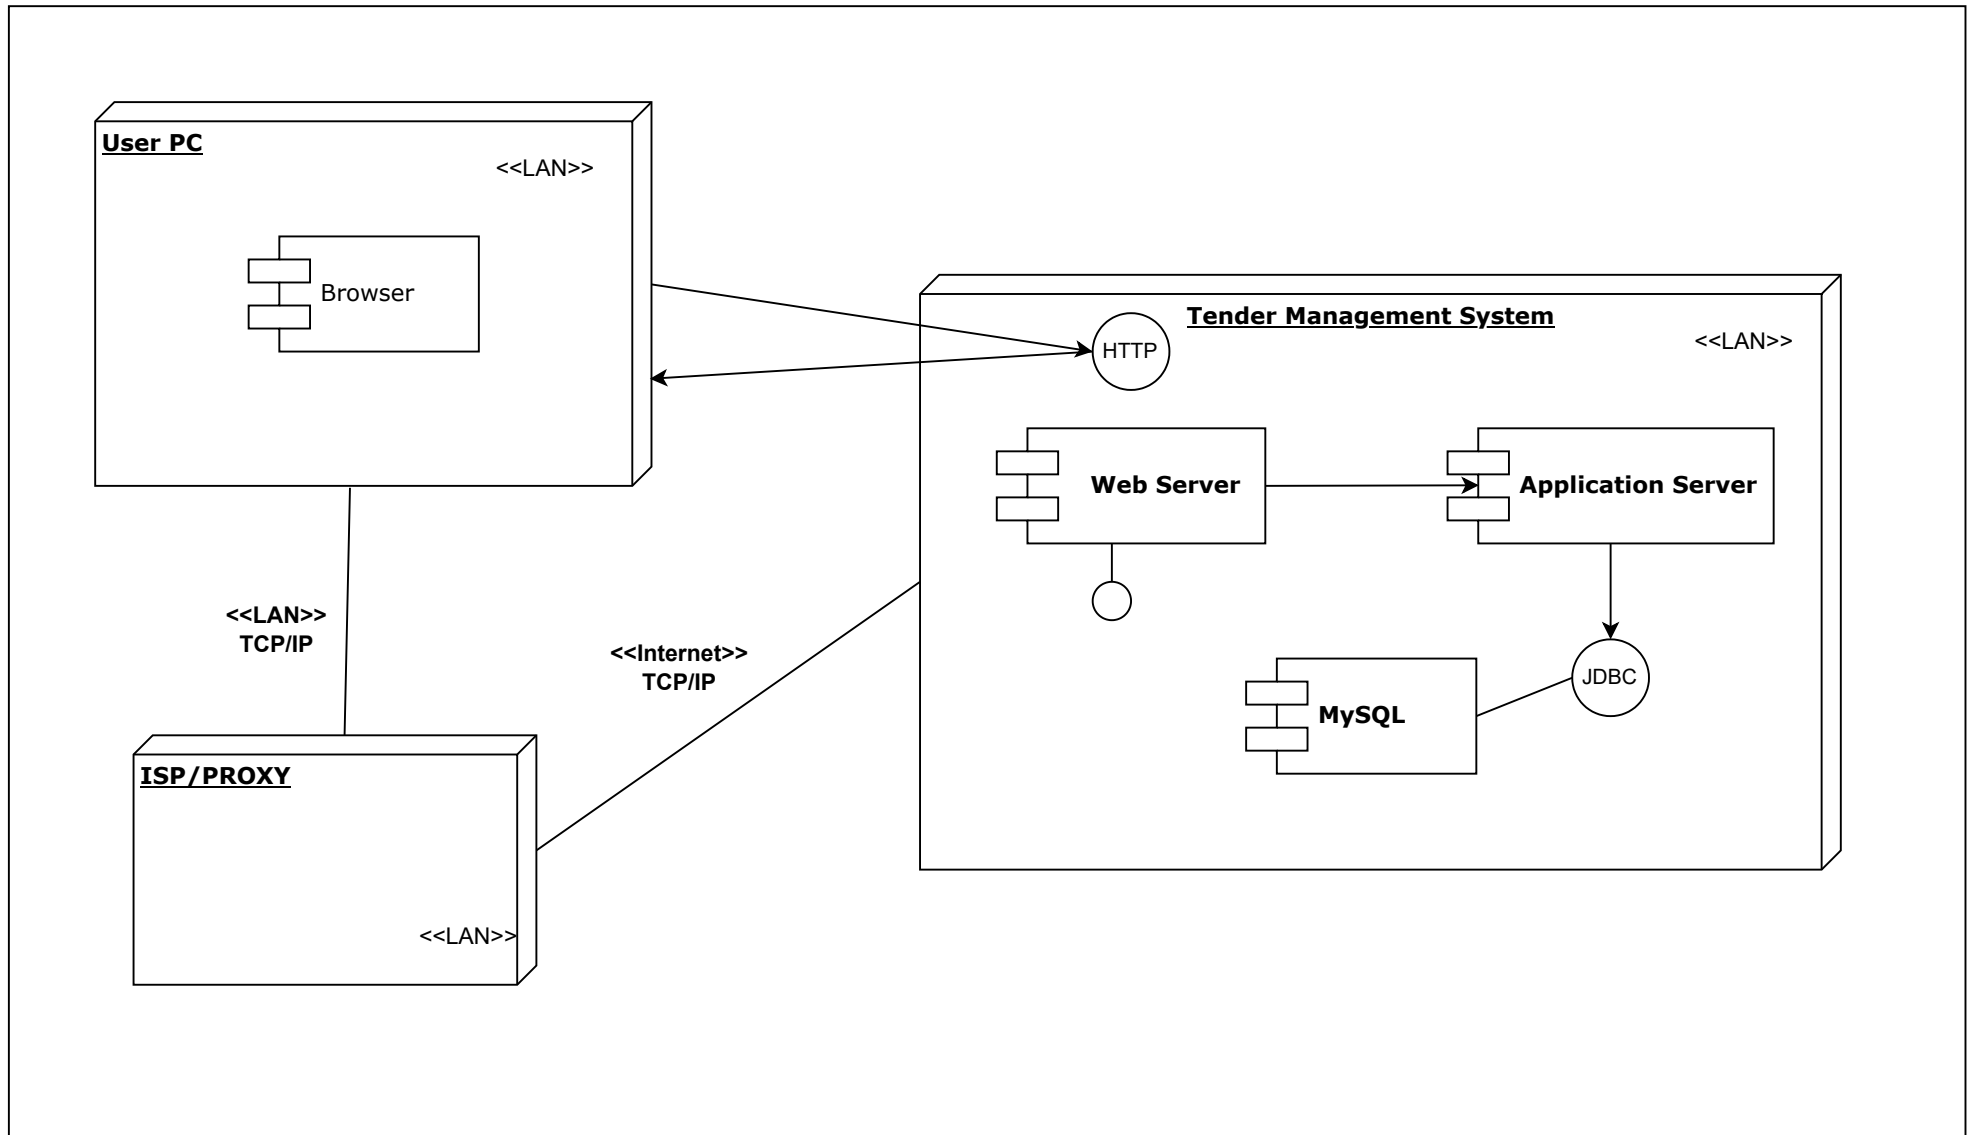 User PC
<<LAN>>
Browser
Tender Management System
<<LAN>>
HTTP
Web Server
Application Server
<<LAN>>
TCP/IP
<<Internet>>
TCP/IP
JDBC
MySQL
ISP/PROXY
<<LAN>>